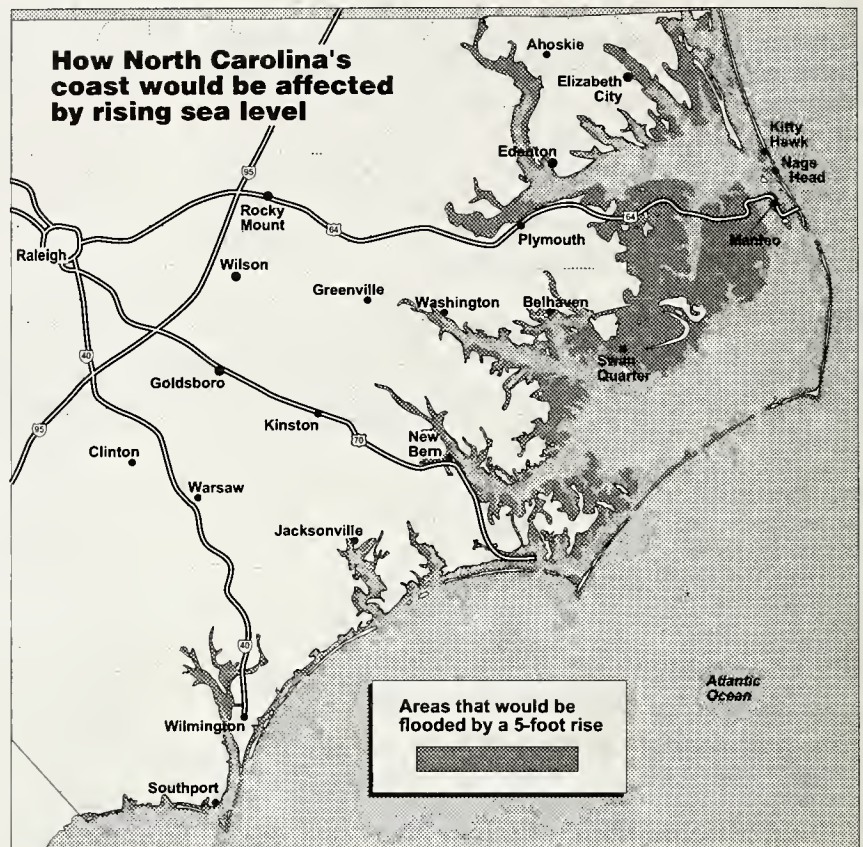 How North Carolina's
coast would be affected
by rising sea level
Ahoskie
Elizabeth
City
Kitty
Hawk
Edenton
Nags
Head
95
Rocky
Mount
64
64
Plymouth
Manteo
Raleigh
Wilson
Greenville
Washington
Belhaven
40
Swan
Quarter
Goldsboro
Kinston
95
70
New
Bern
Clinton
Warsaw
Jacksonville
40
Atlantic
Ocean
Areas that would be
flooded by a 5-foot rise
Wilmington
Southport